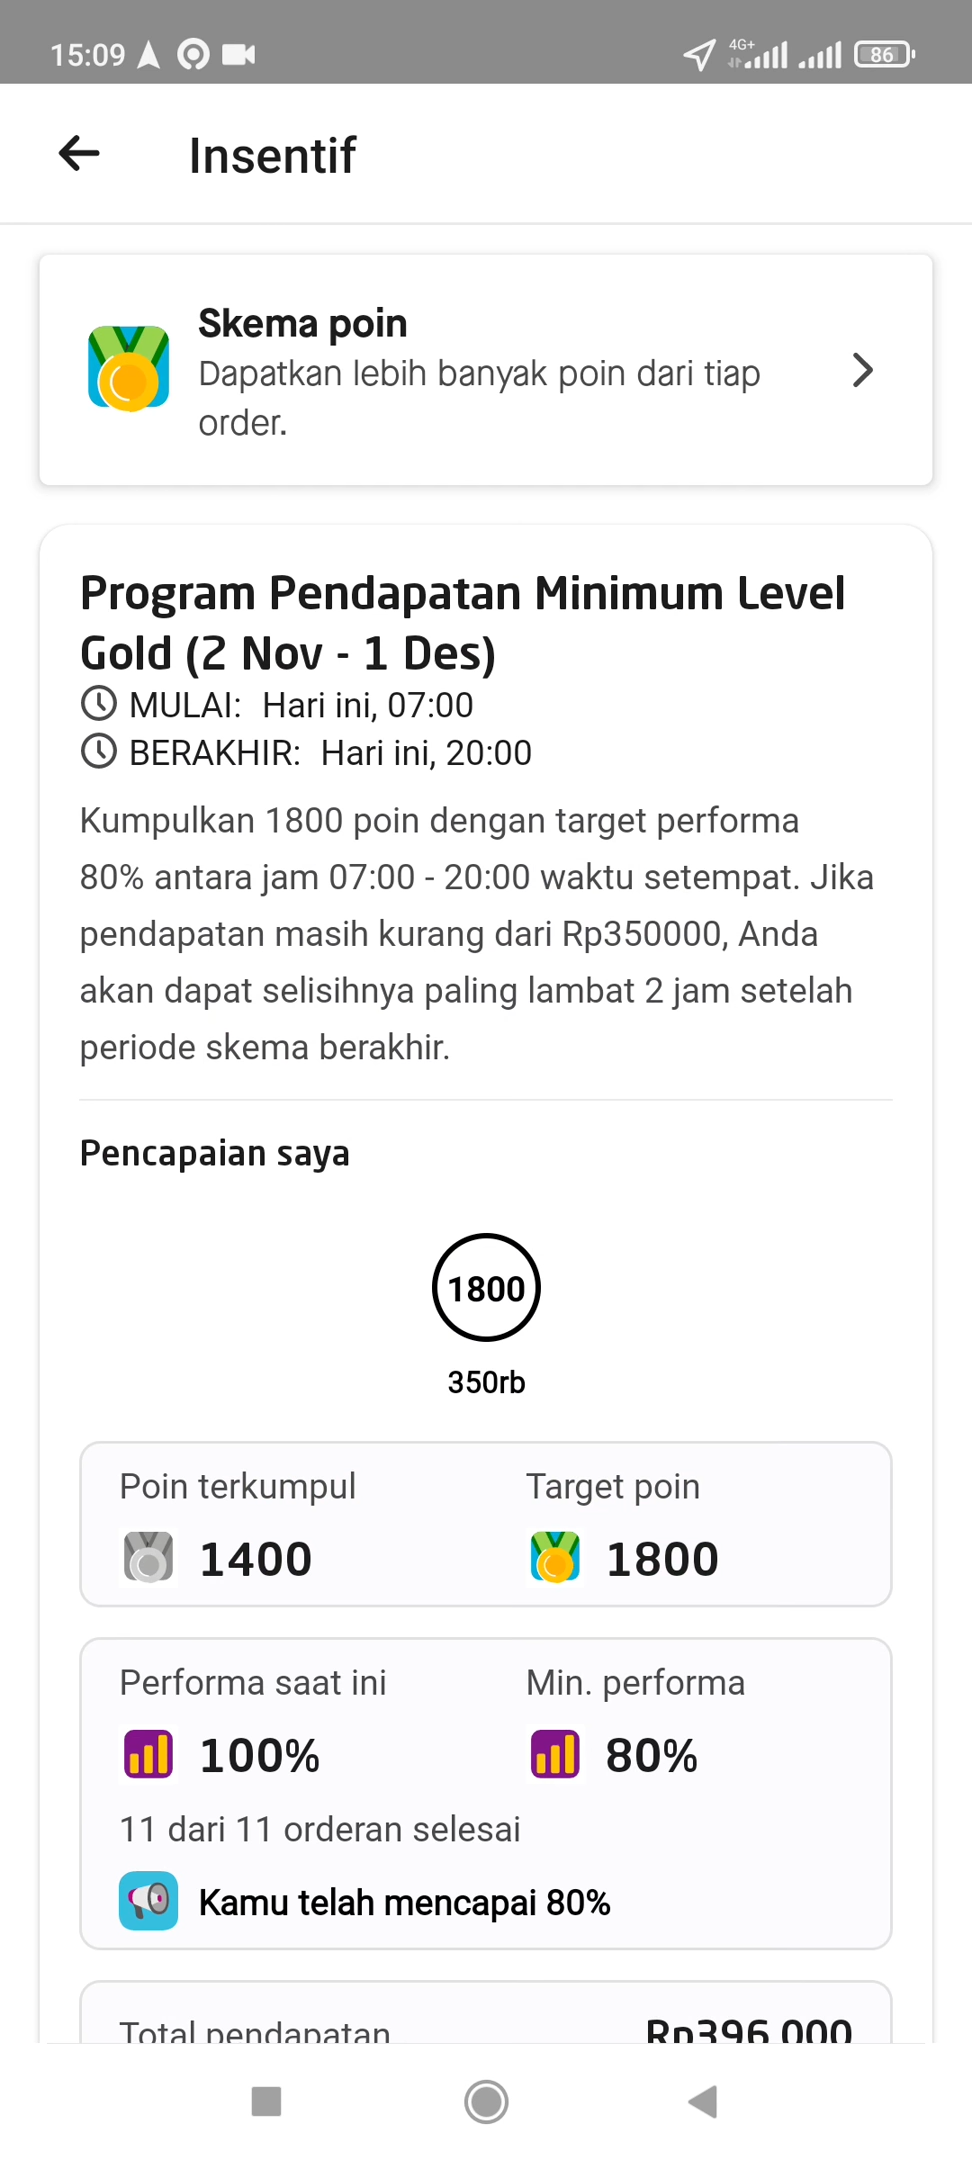 15:09
4G+
86
Insentif
Skema poin
Dapatkan lebih banyak poin dari tiap
order.
Program Pendapatan Minimum Level
Gold (2 Nov - 1 Des)
MULAI: Hari ini, 07:00
BERAKHIR: Hari ini, 20:00
Kumpulkan 1800 poin dengan target performa
80% antara jam 07:00 - 20:00 waktu setempat. Jika
pendapatan masih kurang dari Rp350000, Anda
akan dapat selisihnya paling lambat 2 jam setelah
periode skema berakhir.
Pencapaian saya
1800
350rb
Poin terkumpul Target poin
1400 1800
Performa saat ini Min. performa
100% 80%
11 dari 11 orderan selesai
Kamu telah mencapai 80%
Total pendapatan Rp396.000